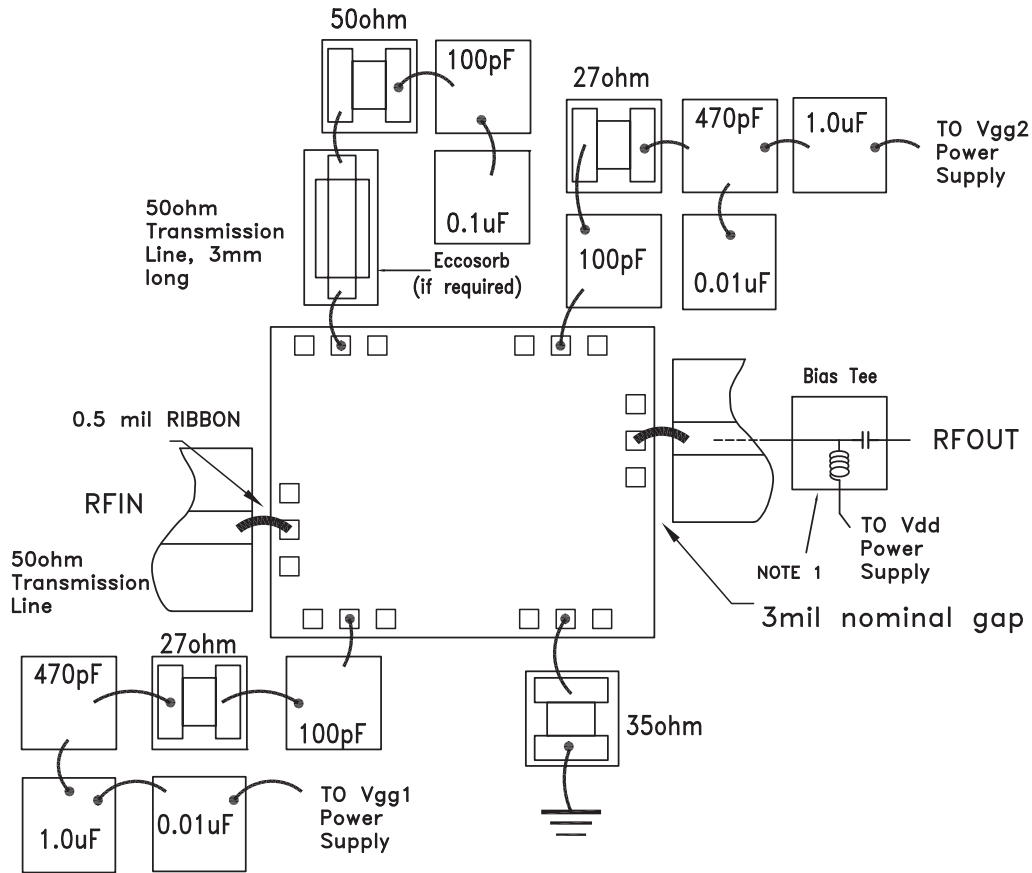 50ohm
100pF
0.1uF
27ohm
470pF
1.0uF
TO Vgg2
Power
Supply
100pF
0.01uF
50ohm
Transmission
Line, 3mm
long
Eccosorb
(if required)
0.5 mil RIBBON
RFIN
50ohm
Transmission
Line
Bias Tee
RFOUT
TO Vdd
Power
Supply
NOTE 1
3mil nominal gap
470pF
27ohm
100pF
1.0uF
0.01uF
TO Vgg1
Power
Supply
35ohm